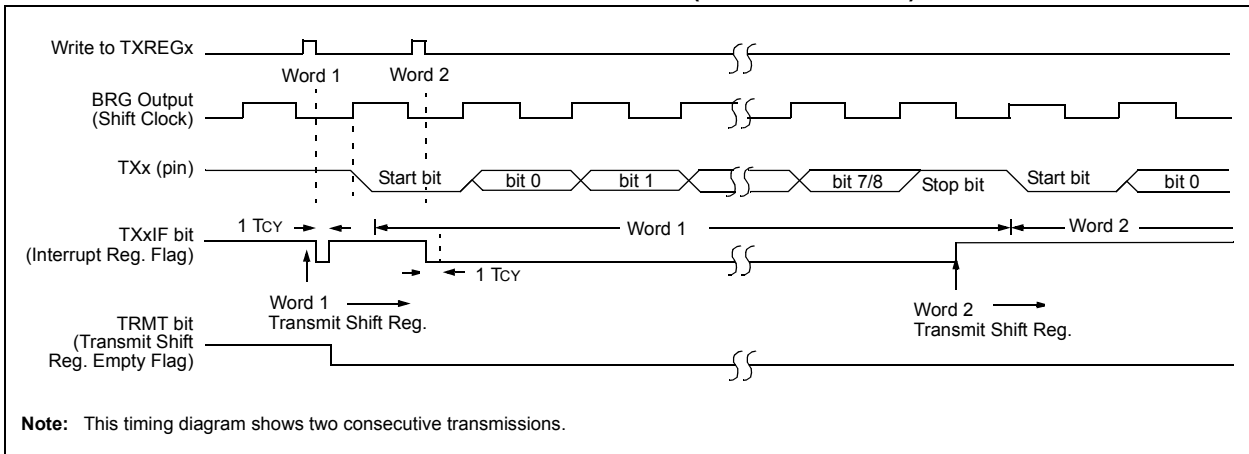 Write to TXREGx
Word 1
Word 2
BRG Output
(Shift Clock)
TXx (pin)
Start bit
bit 0
bit 1
bit 7/8
Stop bit
Start bit
bit 0
1 TCY
Word 1
Word 2
TXxIF bit
(Interrupt Reg. Flag)
1 TCY
Word 1
Transmit Shift Reg.
Word 2
Transmit Shift Reg.
TRMT bit
(Transmit Shift
Reg. Empty Flag)
Note: This timing diagram shows two consecutive transmissions.